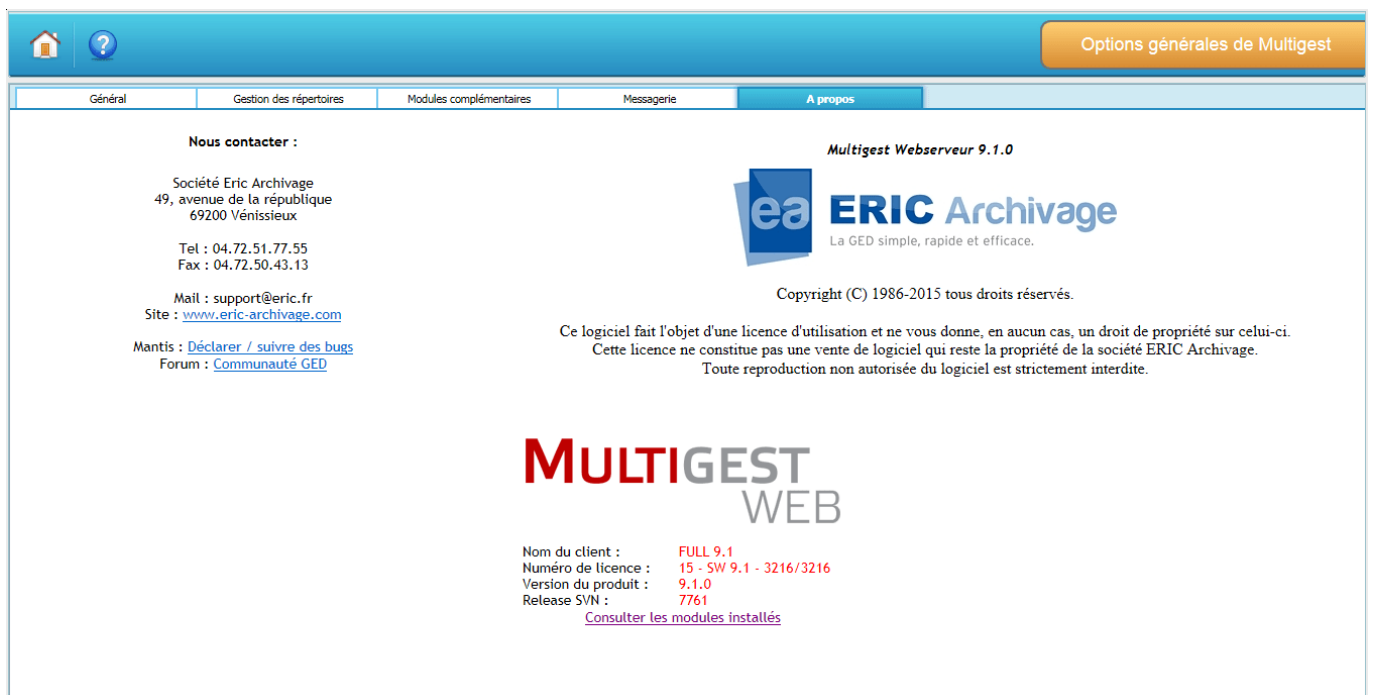 Options générales de Multigest
Général
Gestion des répertoires
Modules complémentaires
Messagerie
A propos
Nous contacter :
Société Eric Archivage
49, avenue de la république
69200 Vénissieux
Tel : 04.72.51.77.55
Fax : 04.72.50.43.13
Mail : support@eric.fr
Site : www.eric-archivage.com
Mantis : Déclarer / suivre des bugs
Forum : Communauté GED
Multigest Webserveur 9.1.0
ea
ERIC Archivage
La GED simple, rapide et efficace.
Copyright (C) 1986-2015 tous droits réservés.
Ce logiciel fait l'objet d'une licence d'utilisation et ne vous donne, en aucun cas, un droit de propriété sur celui-ci.
Cette licence ne constitue pas une vente de logiciel qui reste la propriété de la société ERIC Archivage.
Toute reproduction non autorisée du logiciel est strictement interdite.
MULTIGEST
WEB
Nom du client : FULL 9.1
Numéro de licence : 15 - SW 9.1 - 3216/3216
Version du produit : 9.1.0
Release SVN : 7761
Consulter les modules installés